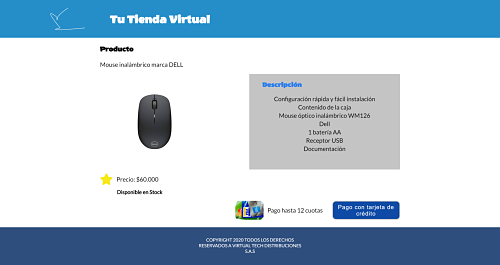 Tu Tienda Virtual
Producto
Mouse inalámbrico marca DELL
Descripción
Configuración rápida y fácil instalación
Contenido de la caja
Mouse óptico inalámbrico WM126
Dell
1 batería AA
Receptor USB
Documentación
Precio: $60.000
Disponible en Stock
Pago hasta 12 cuotas
Pago con tarjeta de
crédito
COPYRIGHT 2020 TODOS LOS DERECHOS
RESERVADOS A VIRTUAL TECH DISTRIBUCIONES
S.A.S